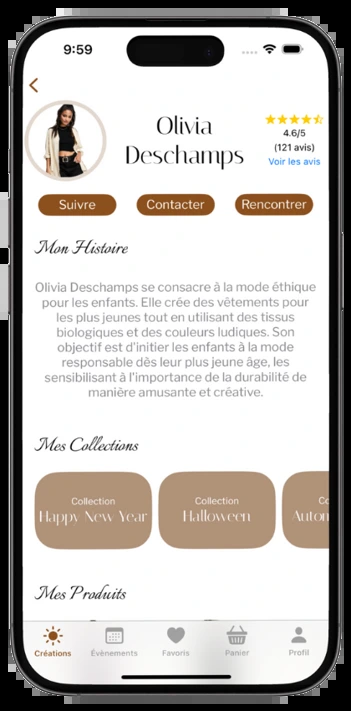 9:59
Olivia
Deschamps
4.6/5
(121 avis)
Voir les avis
Suivre
Contacter
Rencontrer
Mon Histoire
Olivia Deschamps se consacre à la mode éthique
pour les enfants. Elle crée des vêtements pour
les plus jeunes tout en utilisant des tissus
biologiques et des couleurs ludiques. Son
objectif est d'initier les enfants à la mode
responsable dès leur plus jeune âge, les
sensibilisant à l'importance de la durabilité de
manière amusante et créative.
Mes Collections
Collection
Happy New Year
Collection
Halloween
Co
Autom
Mes Produits
Créations
Évènements
Favoris
Panier
Profil